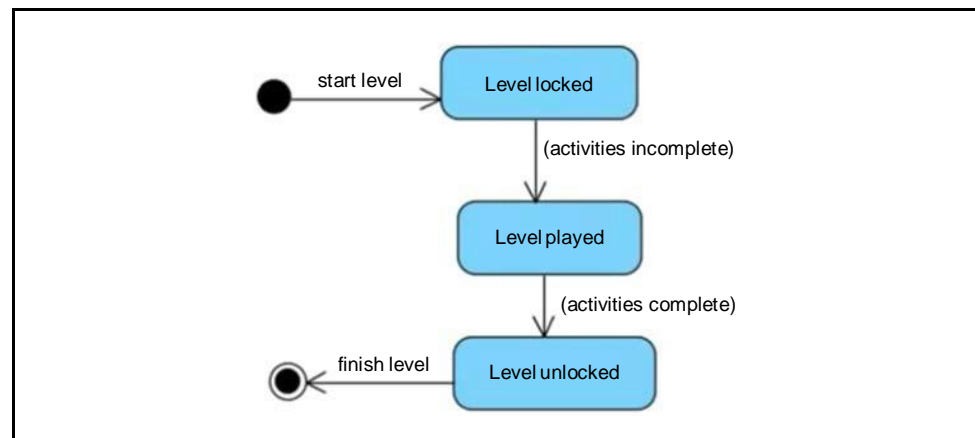 start level
Level locked
(activities incomplete)
Level played
(activities complete)
finish level
Level unlocked